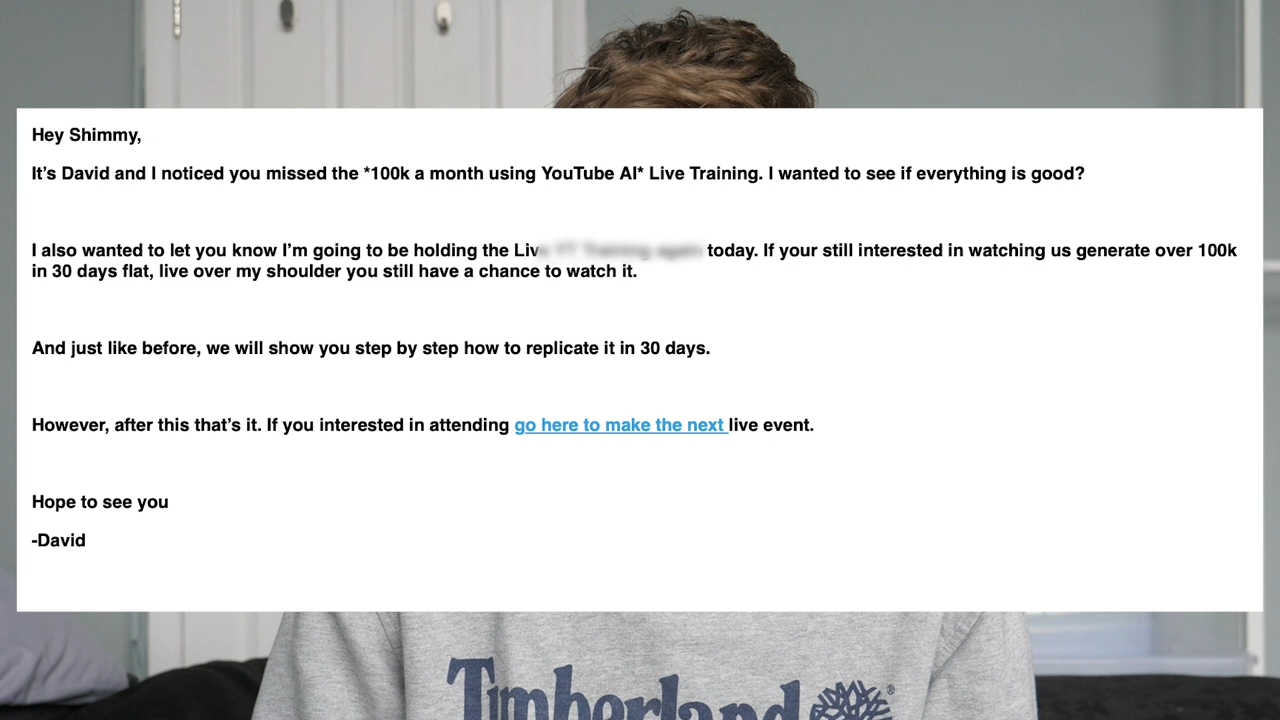 Hey Shimmy,
It's David and I noticed you missed the *100k a month using YouTube AI* Live Training. I wanted to see if everything is good?
I also wanted to let you know I'm going to be holding the Live YT Training again today. If your still interested in watching us generate over 100k
in 30 days flat, live over my shoulder you still have a chance to watch it.
And just like before, we will show you step by step how to replicate it in 30 days.
However, after this that's it. If you interested in attending go here to make the next live event.
Hope to see you
-David
Timberland ®